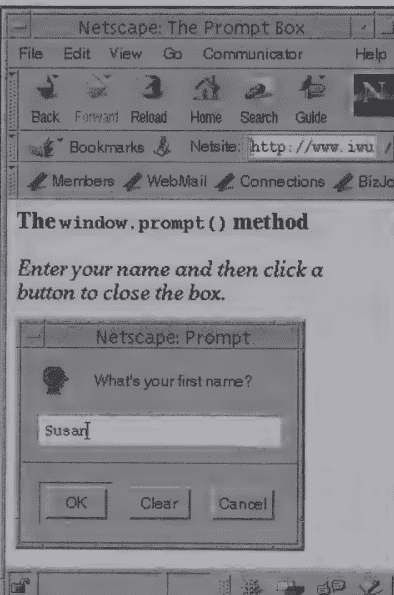 Netscape: The Prompt Box
File Edit View Go Communicator Help
Back Forward Reload Home Search Guide N
Bookmarks Netsite: http://www.iwu
Members WebMail Connections BizJo
The window.prompt() method
Enter your name and then click a
button to close the box.
Netscape: Prompt
What's your first name?
Susan
OK Clear Cancel